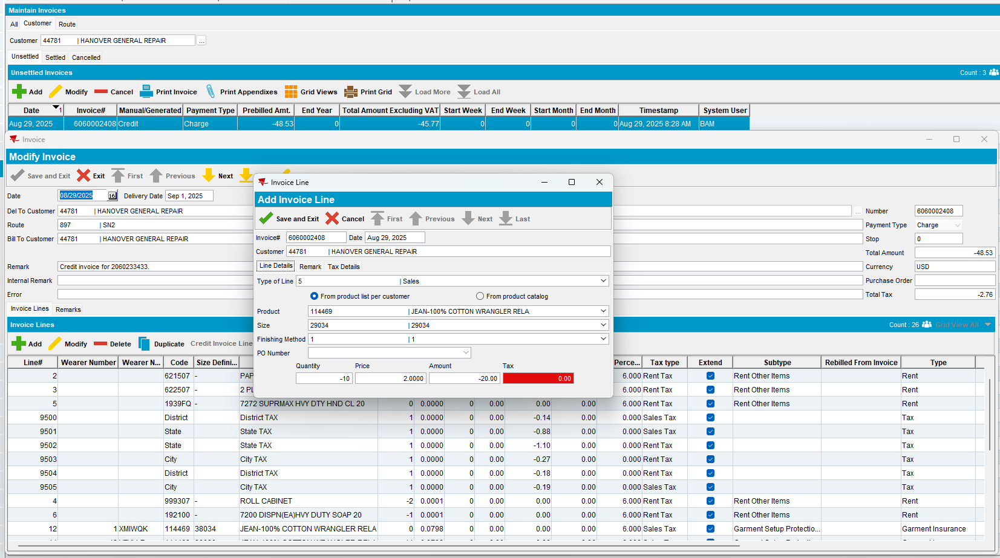 Maintain Invoices
All Customer Route
Customer 44781 | HANOVER GENERAL REPAIR ...
Unsettled Settled Cancelled
Unsettled Invoices Count : 3
Add Modify Cancel Print Invoice Print Appendixes Grid Views Print Grid Load More Load All
Date 1 Invoice# Manual/Generated Payment Type Prebilled Amt. End Year Total Amount Excluding VAT Start Week End Week Start Month End Month Timestamp System User
Aug 29, 2025 6060002408 Credit Charge -48.53 0 -45.77 0 0 0 0 Aug 29, 2025 8:28 AM BAM
Invoice
Modify Invoice
Save and Exit Exit First Previous Next
Date 08/29/2025 16 Delivery Date Sep 1, 2025
Del To Customer 44781 | HANOVER GENERAL REPAIR ... Number 6060002408
Route 897 | SN2 Payment Type Charge
Bill To Customer 44781 | HANOVER GENERAL REPAIR Stop 0
Total Amount -48.53
Remark Credit invoice for 2060233433. Currency USD
Internal Remark Purchase Order
Error Total Tax -2.76
Invoice Lines Remarks
Invoice Lines Count : 26 Grid View All
Add Modify Delete Duplicate Credit Invoice Line
Invoice Line
Add Invoice Line
Save and Exit Cancel First Previous Next Last
Invoice# 6060002408 Date Aug 29, 2025
Customer 44781 | HANOVER GENERAL REPAIR
Line Details Remark Tax Details
Type of Line 5 | Sales
From product list per customer From product catalog
Product 114469 | JEAN-100% COTTON WRANGLER RELA
Size 29034 | 29034
Finishing Method 1 | 1
PO Number
Quantity Price Amount Tax
-10 2.0000 -20.00 0.00
Line# Wearer Number Wearer N... Code Size Defini... Perce... Tax type Extend Subtype Rebilled From Invoice Type
2 621507 - PAP 6.000 Rent Tax Rent Other Items Rent
3 622507 - 2 PL 6.000 Rent Tax Rent Other Items Rent
5 1939FQ - 7272 SUPRMAX HVY DTY HND CL 20 0 0.0000 0 0.00 0.00 0.00 6.000 Rent Tax Rent Other Items Rent
9500 District District TAX 1 0.0000 0 0.00 -0.14 0.00 0.000 Sales Tax Tax
9501 State State TAX 1 0.0000 0 0.00 -0.88 0.00 0.000 Sales Tax Tax
9502 State State TAX 1 0.0000 0 0.00 -1.10 0.00 0.000 Rent Tax Tax
9503 City City TAX 1 0.0000 0 0.00 -0.27 0.00 0.000 Rent Tax Tax
9504 District District TAX 1 0.0000 0 0.00 -0.18 0.00 0.000 Rent Tax Tax
9505 City City TAX 1 0.0000 0 0.00 -0.19 0.00 0.000 Sales Tax Tax
4 999307 - ROLL CABINET -2 0.0001 0 0.00 0.00 0.00 6.000 Rent Tax Rent Other Items Rent
6 192100 - 7200 DISPN(EA)HVY DUTY SOAP 20 -1 0.0001 0 0.00 0.00 0.00 6.000 Rent Tax Rent Other Items Rent
12 1 XMIWQK 114469 38034 JEAN-100% COTTON WRANGLER RELA 0 0.0798 0 0.00 0.00 0.00 6.000 Sales Tax Garment Setup Protectio... Garment Insurance